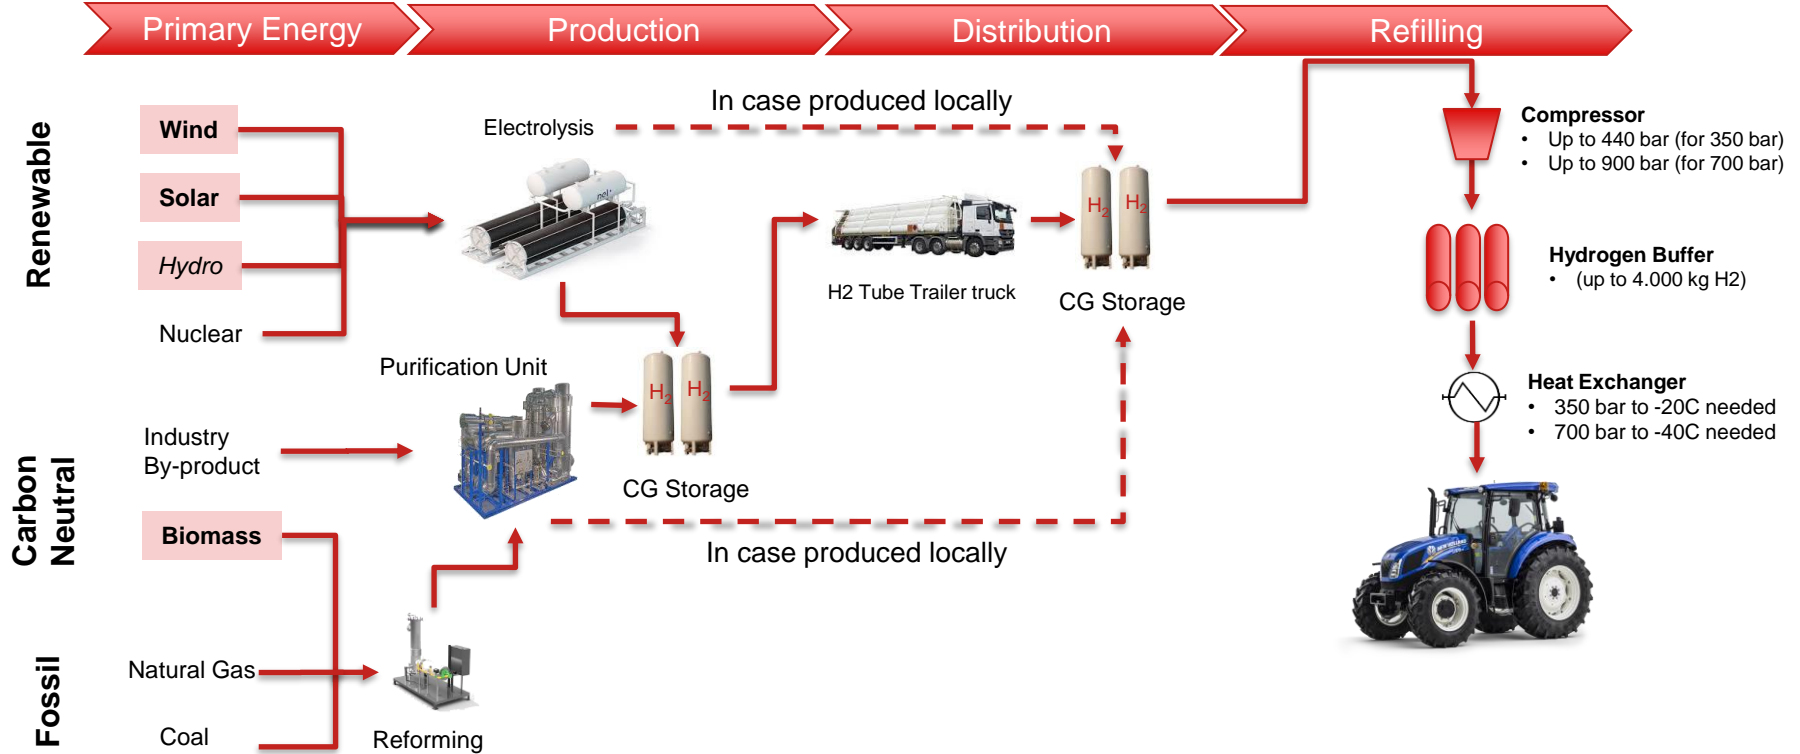 Primary Energy
Production
Distribution
Refilling
Renewable
Wind
Solar
Hydro
Nuclear
Electrolysis
In case produced locally
H2 Tube Trailer truck
H2
H2
CG Storage
Compressor
• Up to 440 bar (for 350 bar)
• Up to 900 bar (for 700 bar)
Hydrogen Buffer
• (up to 4.000 kg H2)
Heat Exchanger
• 350 bar to -20C needed
• 700 bar to -40C needed
Purification Unit
H2
H2
CG Storage
Carbon
Neutral
Industry
By-product
Biomass
In case produced locally
Fossil
Natural Gas
Coal
Reforming
NEW HOLLAND